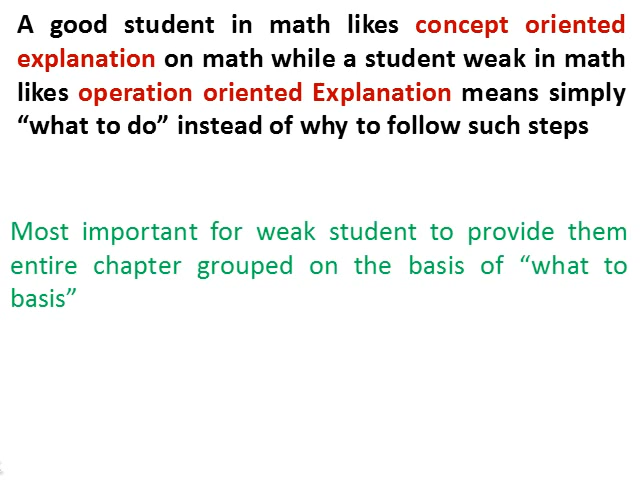 A good student in math likes concept oriented
explanation on math while a student weak in math
likes operation oriented Explanation means simply
“what to do” instead of why to follow such steps
Most important for weak student to provide them
entire chapter grouped on the basis of “what to
basis”